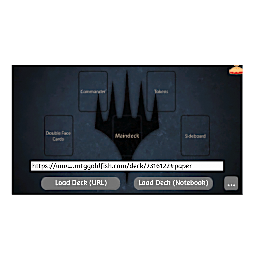 Commander
Tokens
Double Face
Cards
Maindeck
Sideboard
Load Deck (URL)
Load Deck (Notebook)
...